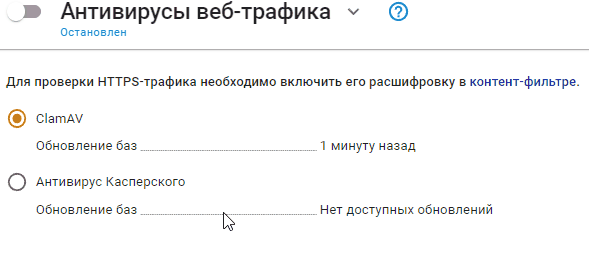 Антивирусы веб-трафика
Остановлен
Для проверки HTTPS-трафика необходимо включить его расшифровку в контент-фильтре.
ClamAV
Обновление баз 1 минуту назад
Антивирус Касперского
Обновление баз Нет доступных обновлений